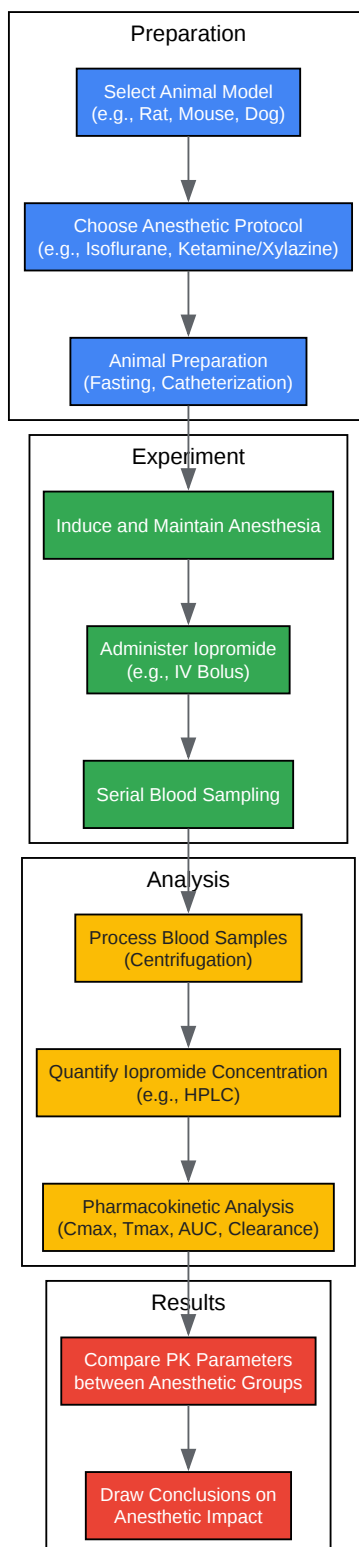 Preparation
Select Animal Model
(e.g., Rat, Mouse, Dog)
Choose Anesthetic Protocol
(e.g., Isoflurane, Ketamine/Xylazine)
Animal Preparation
(Fasting, Catheterization)
Experiment
Induce and Maintain Anesthesia
Administer Iopromide
(e.g., IV Bolus)
Serial Blood Sampling
Analysis
Process Blood Samples
(Centrifugation)
Quantify Iopromide Concentration
(e.g., HPLC)
Pharmacokinetic Analysis
(Cmax, Tmax, AUC, Clearance)
Results
Compare PK Parameters
between Anesthetic Groups
Draw Conclusions on
Anesthetic Impact